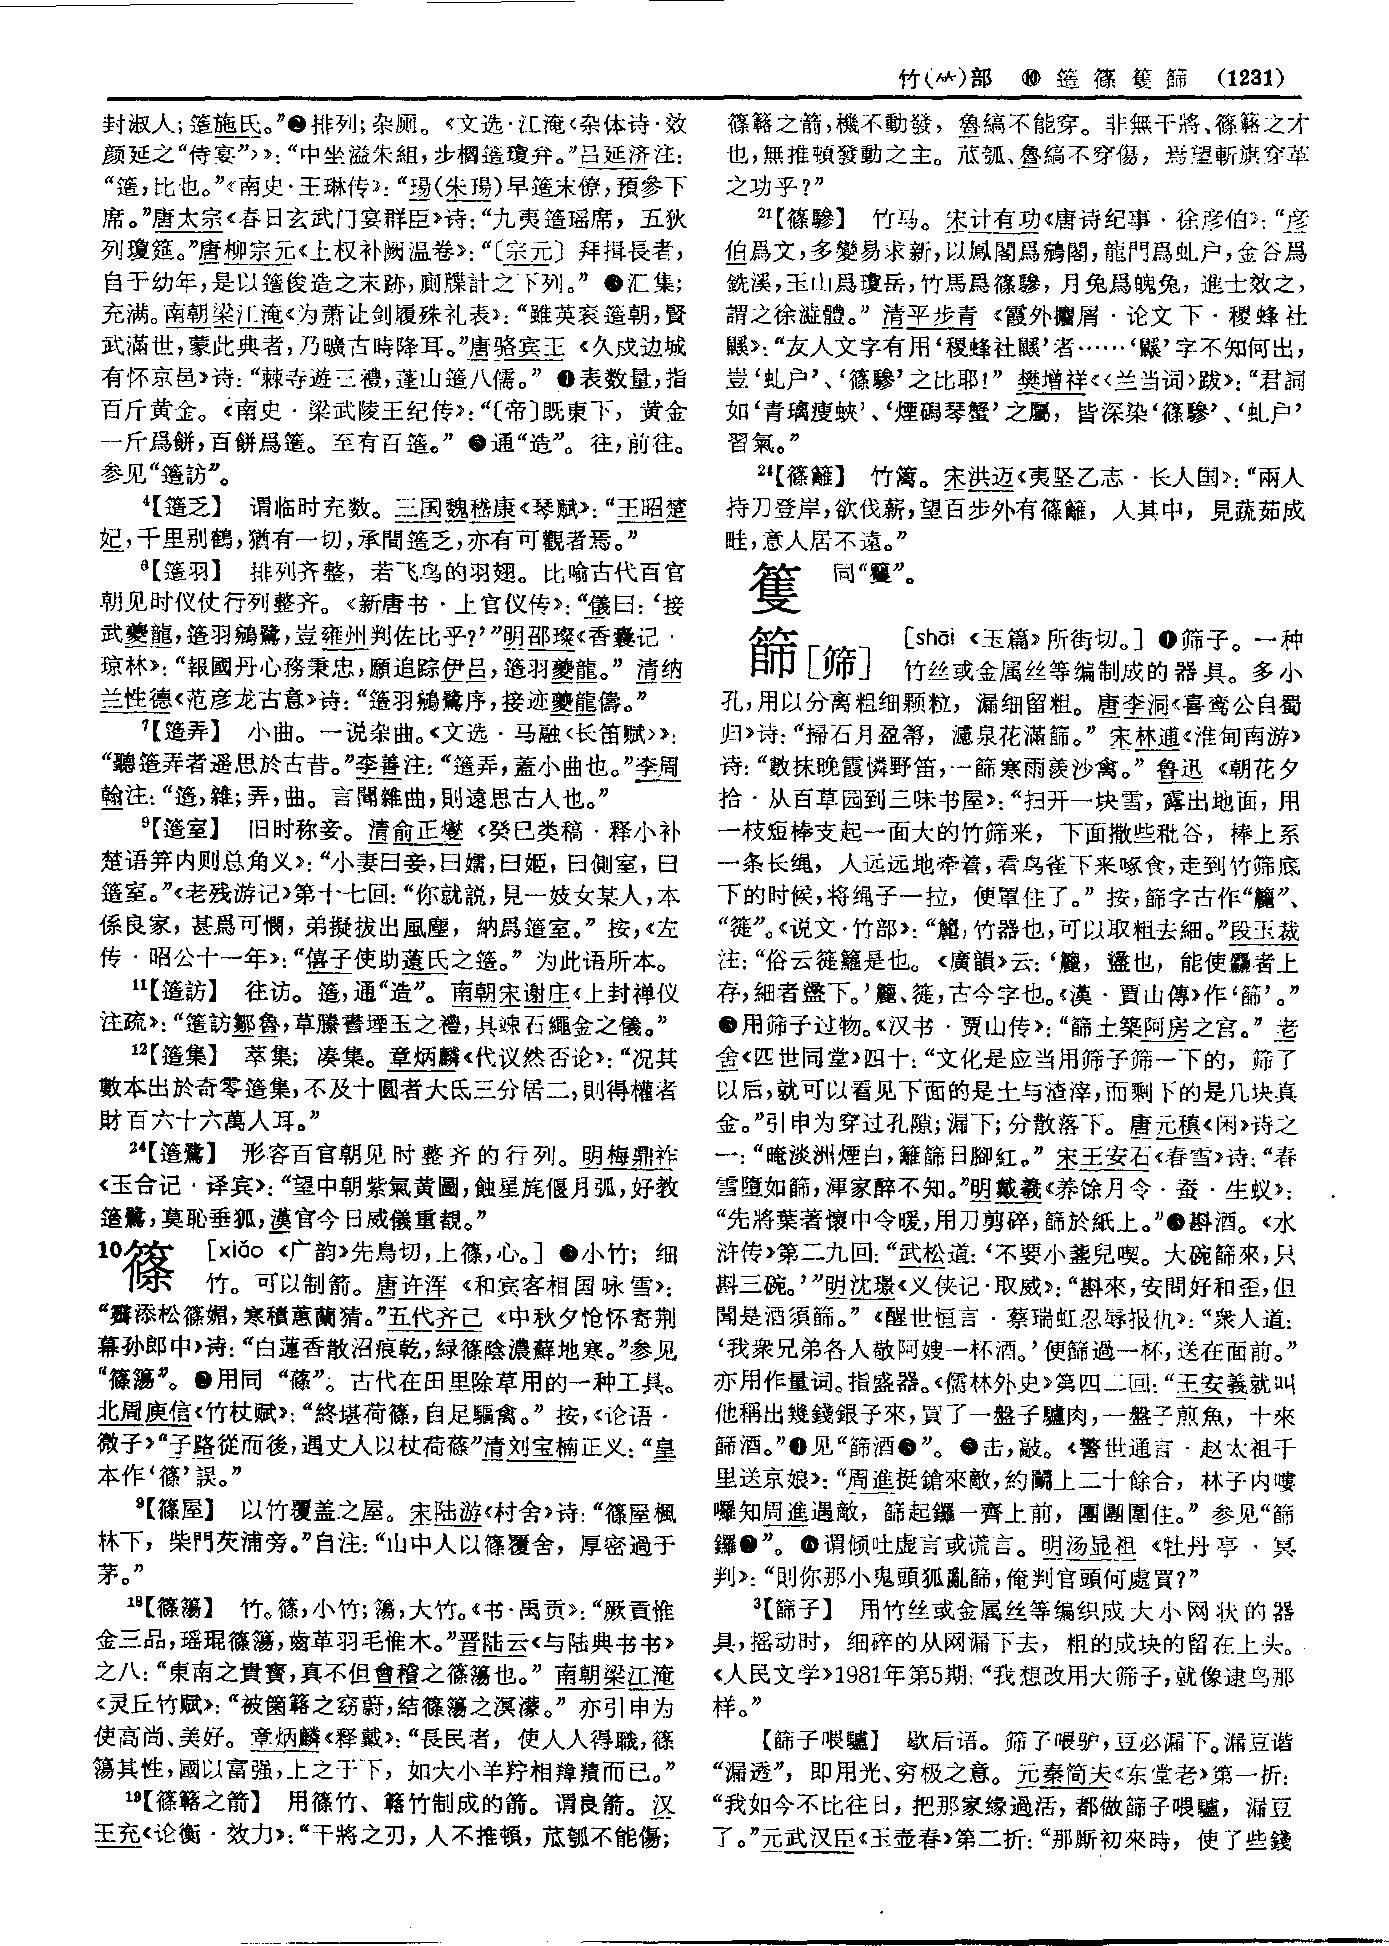 竹(⺮)部 ⑩ 簉篠篗篩 (1231)
封淑人；簉施氏。”❷排列；杂厕。《文选·江淹〈杂体诗·效
颜延之“侍宴”〉》：“中坐溢朱組，步櫩簉瓊弁。”吕延济注：
“簉，比也。”《南史·王琳传》：“瑒(朱瑒)早簉末僚，預參下
席。”唐太宗《春日玄武门宴群臣》诗：“九夷簉瑶席，五狄
列瓊筵。”唐柳宗元《上权补阙温卷》：“〔宗元〕拜揖長者，
自于幼年，是以簉俊造之末跡，廁牒計之下列。”❸汇集；
充满。南朝梁江淹《为萧让剑履殊礼表》：“雖英衮簉朝，賢
武滿世，蒙此典者，乃曠古時降耳。”唐骆宾王《久戍边城
有怀京邑》诗：“棘寺遊三禮，蓬山簉八儒。”❹表数量，指
百斤黄金。《南史·梁武陵王纪传》：“〔帝〕既東下，黄金
一斤爲餅，百餅爲簉。至有百簉。”❺通“造”。往，前往。
参见“簉訪”。
4【簉乏】 谓临时充数。三国魏嵇康《琴赋》：“王昭楚
妃，千里别鶴，猶有一切，承間簉乏，亦有可觀者焉。”
6【簉羽】 排列齐整，若飞鸟的羽翅。比喻古代百官
朝见时仪仗行列整齐。《新唐书·上官仪传》：“儀曰：‘接
武夔龍，簉羽鵷鷺，豈雍州判佐比乎？’”明邵璨《香囊记·
琼林》：“報國丹心務秉忠，願追踪伊吕，簉羽夔龍。”清纳
兰性德《范彦龙古意》诗：“簉羽鵷鷺序，接迹夔龍儔。”
7【簉弄】 小曲。一说杂曲。《文选·马融〈长笛赋〉》：
“聽簉弄者遥思於古昔。”李善注：“簉弄，蓋小曲也。”李周
翰注：“簉，雜；弄，曲。言聞雜曲，則遠思古人也。”
9【簉室】 旧时称妾。清俞正燮《癸巳类稿·释小补
楚语笄内则总角义》：“小妻曰妾，曰嬬，曰姬，曰側室，曰
簉室。”《老残游记》第十七回：“你就説，見一妓女某人，本
係良家，甚爲可憫，弟擬拔出風塵，納爲簉室。”按，《左
传·昭公十一年》：“僖子使助薳氏之簉。”为此语所本。
11【簉訪】 往访。簉，通“造”。南朝宋谢庄《上封禅仪
注疏》：“簉訪鄒魯，草縢書堙玉之禮，具竦石繩金之儀。”
12【簉集】 萃集；凑集。章炳麟《代议然否论》：“况其
數本出於奇零簉集，不及十圓者大氐三分居二，則得權者
財百六十六萬人耳。”
24【簉鷺】 形容百官朝见时整齐的行列。明梅鼎祚
《玉合记·译宾》：“望中朝紫氣黄圖，蝕星旄偃月弧，好教
簉鷺，莫恥垂狐，漢官今日威儀重覩。”
10篠 [xiǎo《广韵》先鳥切，上篠，心。] ❶小竹；细
竹。可以制箭。唐许浑《和宾客相国咏雪》：
“霽添松篠媚，寒積蕙蘭猜。”五代齐己《中秋夕怆怀寄荆
幕孙郎中》诗：“白蓮香散沼痕乾，緑篠陰濃蘚地寒。”参见
“篠簜”。❷用同“蓧”。古代在田里除草用的一种工具。
北周庾信《竹杖赋》：“終堪荷篠，自足驅禽。”按，《论语·
微子》“子路從而後，遇丈人以杖荷蓧”清刘宝楠正义：“皇
本作‘篠’誤。”
9【篠屋】 以竹覆盖之屋。宋陆游《村舍》诗：“篠屋楓
林下，柴門茨浦旁。”自注：“山中人以篠覆舍，厚密過于
茅。”
18【篠簜】 竹。篠，小竹；簜，大竹。《书·禹贡》：“厥貢惟
金三品，瑶琨篠簜，齒革羽毛惟木。”晋陆云《与陆典书书》
之八：“東南之貴寶，真不但會稽之篠簜也。”南朝梁江淹
《灵丘竹赋》：“被箘簬之窈蔚，結篠簜之溟濛。”亦引申为
使高尚、美好。章炳麟《释戴》：“長民者，使人人得職，篠
簜其性，國以富强，上之于下，如大小羊羜相羵羵而已。”
19【篠簵之箭】 用篠竹、簵竹制成的箭。谓良箭。汉
王充《论衡·效力》：“干將之刃，人不推頓，苽瓠不能傷；
篠簵之箭，機不動發，魯縞不能穿。非無干將、篠簵之才
也，無推頓發動之主。苽瓠、魯縞不穿傷，焉望斬旗穿革
之功乎？”
21【篠驂】 竹马。宋计有功《唐诗纪事·徐彦伯》：“彦
伯爲文，多變易求新，以鳳閣爲鵷閣，龍門爲虬户，金谷爲
銑溪，玉山爲瓊岳，竹馬爲篠驂，月兔爲魄兔，進士效之，
謂之徐澁體。”清平步青《霞外攟屑·论文下·稷蜂社
鼷》：“友人文字有用‘稷蜂社鼷’者……‘鼷’字不知何出，
豈‘虬户’、‘篠驂’之比耶！”樊增祥《〈兰当词〉跋》：“君詞
如‘青璃瘦蛺’、‘煙碉琴蟹’之屬，皆深染‘篠驂’、‘虬户’
習氣。”
24【篠籬】 竹篱。宋洪迈《夷坚乙志·长人国》：“兩人
持刀登岸，欲伐薪，望百步外有篠籬，入其中，見蔬茹成
畦，意人居不遠。”
篗 同“籰”。
篩[筛] [shāi《玉篇》所街切。] ❶筛子。一种
竹丝或金属丝等编制成的器具。多小
孔，用以分离粗细颗粒，漏细留粗。唐李洞《喜鸾公自蜀
归》诗：“掃石月盈箒，濾泉花滿篩。”宋林逋《淮甸南游》
诗：“數抹晚霞憐野笛，一篩寒雨羨沙禽。”鲁迅《朝花夕
拾·从百草园到三味书屋》：“扫开一块雪，露出地面，用
一枝短棒支起一面大的竹筛来，下面撒些秕谷，棒上系
一条长绳，人远远地牵着，看鸟雀下来啄食，走到竹筛底
下的时候，将绳子一拉，便罩住了。”按，篩字古作“籭”、
“簁”。《说文·竹部》：“籭，竹器也，可以取粗去細。”段玉裁
注：“俗云簁籮是也。《廣韻》云：‘籭，盪也，能使麤者上
存，細者盪下。’籭、簁，古今字也。《漢·賈山傳》作‘篩’。”
❷用筛子过物。《汉书·贾山传》：“篩土築阿房之宫。”老
舍《四世同堂》四十：“文化是应当用筛子筛一下的，筛了
以后，就可以看见下面的是土与渣滓，而剩下的是几块真
金。”引申为穿过孔隙；漏下；分散落下。唐元稹《闲》诗之
一：“暗淡洲煙白，籬篩日腳紅。”宋王安石《春雪》诗：“春
雪墮如篩，渾家醉不知。”明戴羲《养馀月令·蚕·生蚁》：
“先將葉著懷中令暖，用刀剪碎，篩於紙上。”❸斟酒。《水
浒传》第二九回：“武松道：‘不要小盞兒喫。大碗篩來，只
斟三碗。’”明沈璟《义侠记·取威》：“斟來，安問好和歪，但
聞是酒須篩。”《醒世恒言·蔡瑞虹忍辱报仇》：“衆人道：
‘我衆兄弟各人敬阿嫂一杯酒。’便篩過一杯，送在面前。”
亦用作量词。指盛器。《儒林外史》第四二回：“王安義就叫
他稱出幾錢銀子來，買了一盤子驢肉，一盤子煎魚，十來
篩酒。”❹见“篩酒❷”。❺击，敲。《警世通言·赵太祖千
里送京娘》：“周進挺鎗來敵，約鬭上二十餘合，林子内嘍
囉知周進遇敵，篩起鑼一齊上前，團團圍住。”参见“篩
鑼❶”。❻谓倾吐虚言或谎言。明汤显祖《牡丹亭·冥
判》：“則你那小鬼頭狐亂篩，俺判官頭何處買？”
3【篩子】 用竹丝或金属丝等编织成大小网状的器
具，摇动时，细碎的从网漏下去，粗的成块的留在上头。
《人民文学》1981年第5期：“我想改用大筛子，就像逮鸟那
样。”
【篩子喂驢】 歇后语。筛子喂驴，豆必漏下。漏豆谐
“漏透”，即用光、穷极之意。元秦简夫《东堂老》第一折：
“我如今不比往日，把那家緣過活，都做篩子喂驢，漏豆
了。”元武汉臣《玉壶春》第二折：“那厮初來時，使了些錢